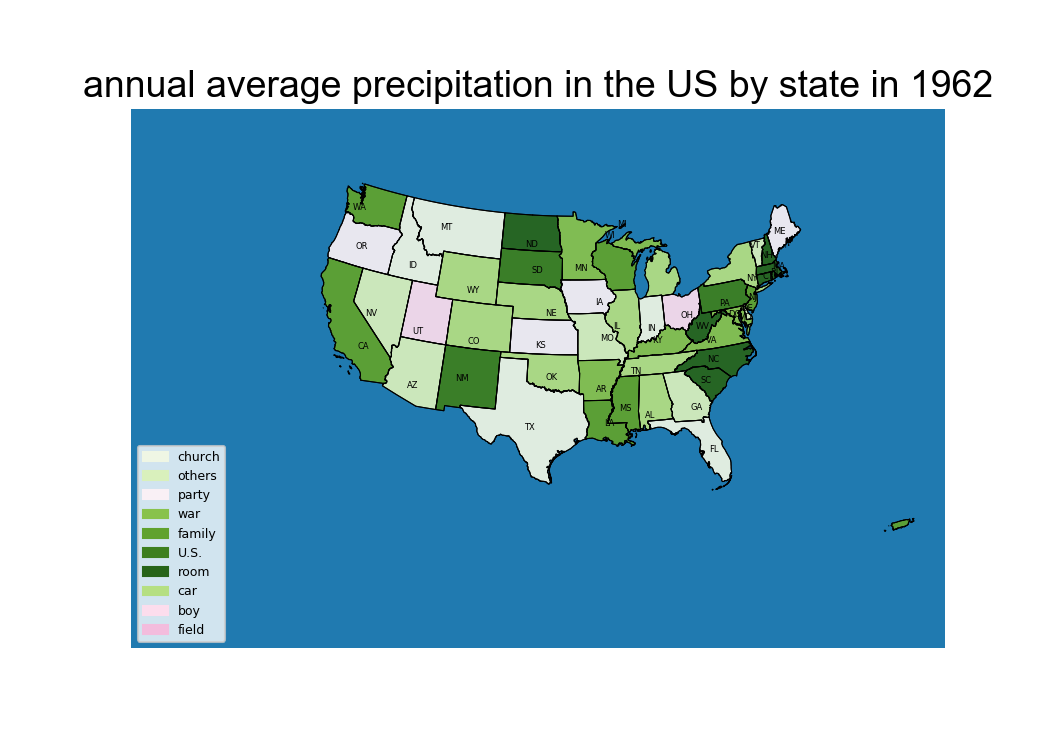 annual average precipitation in the US by state in 1962
WA
MT
ND
MN
MI
WI
ME
VT
NH
MA
OR
ID
SD
WY
NE
IA
NY
CT
PA
NV
UT
CO
KS
MO
IL
IN
OH
WV
VA
KY
CA
AZ
NM
OK
AR
TN
NC
SC
TX
LA
MS
AL
GA
FL
church
others
party
war
family
U.S.
room
car
boy
field